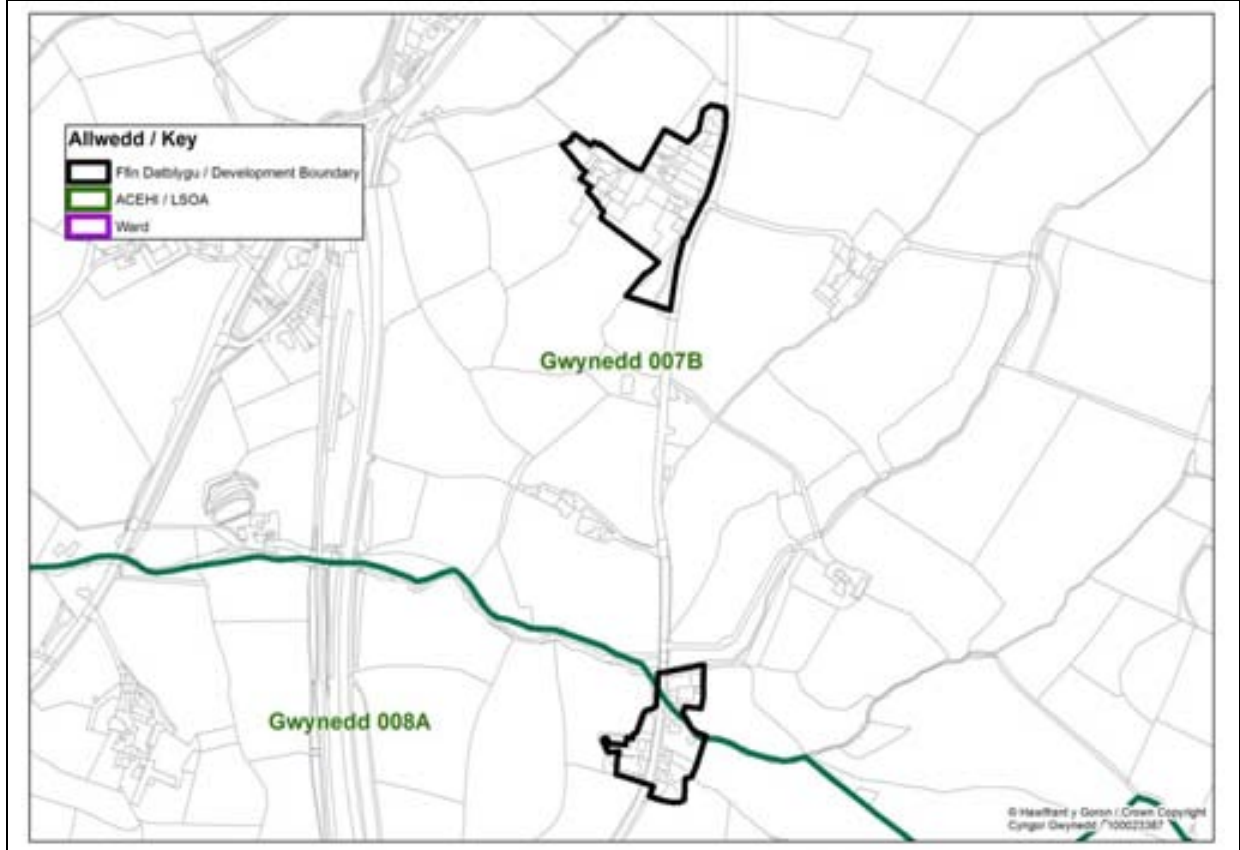 Allwedd / Key
Ffin Datblygu / Development Boundary
ACEHI / LSOA
Ward
Gwynedd 007B
Gwynedd 008A
© Hawlfraint y Goron / Crown Copyright
Cyngor Gwynedd / 100023387